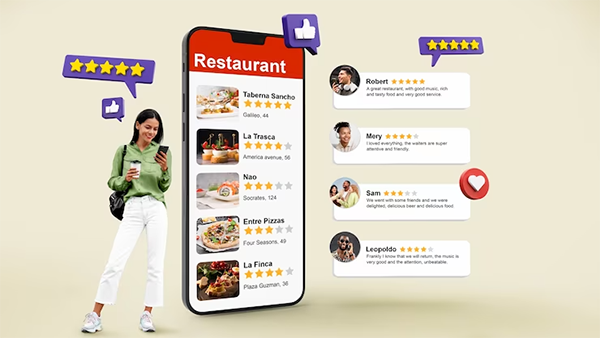 Restaurant
Taberna Sancho
Galileo, 44
La Trasca
America avenue, 56
Nao
Socrates, 124
Entre Pizzas
Four Seasons, 49
La Finca
Plaza Guzman, 36
Robert
A great restaurant, with good music, rich
and tasty food and very good service.
Mery
I loved everything, the waiters are super
attentive and friendly.
Sam
We went with some friends and we were
delighted, delicious beer and delicious food.
Leopoldo
Frankly I know that we will return, the music is
very good and the attention, unbeatable.